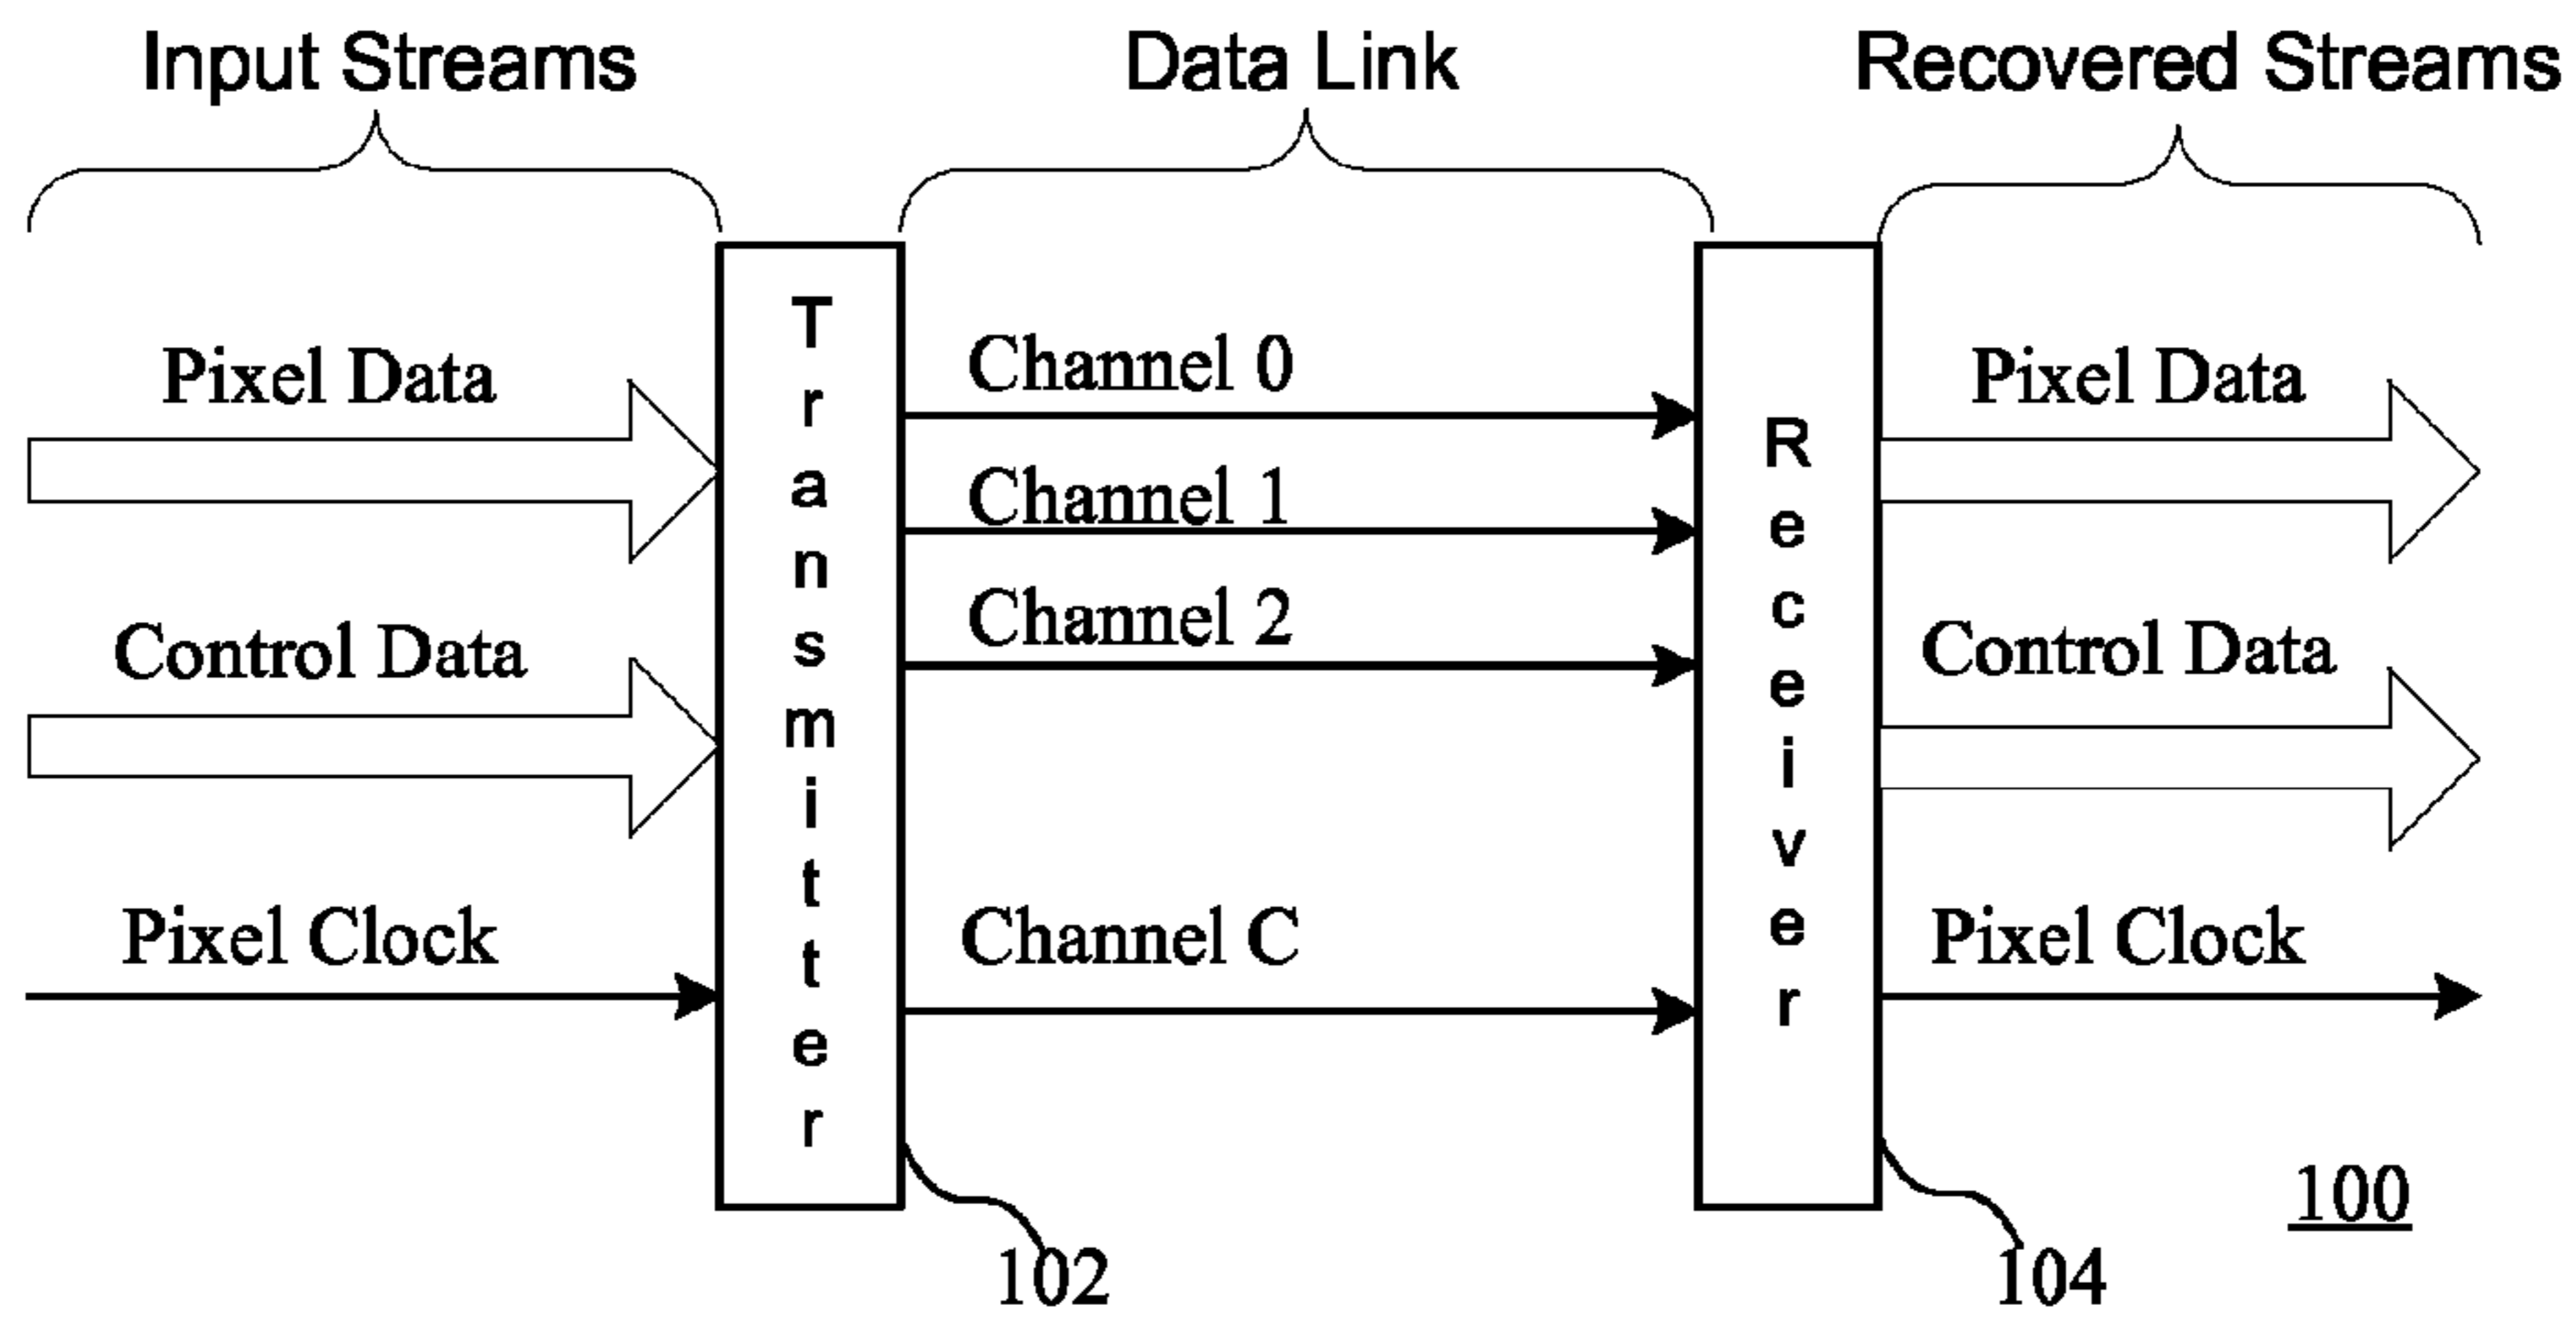 Input Streams
Data Link
Recovered Streams
Pixel Data
Control Data
Pixel Clock
Transmitter
Channel 0
Channel 1
Channel 2
Channel C
Receiver
Pixel Data
Control Data
Pixel Clock
102
104
100